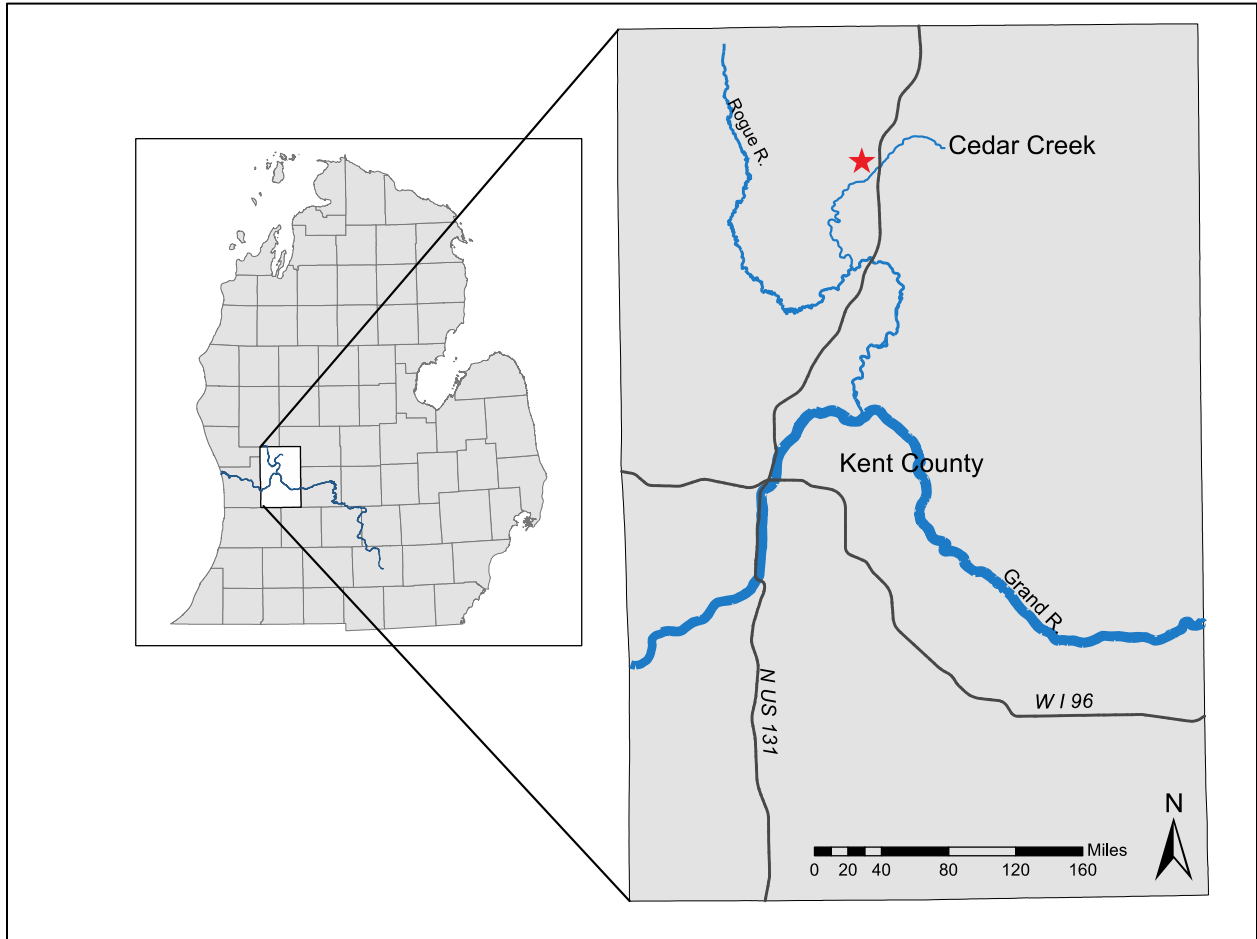 Rogue R.
Cedar Creek
Kent County
Grand R.
N US 131
W I 96
N
Miles
0 20 40 80 120 160